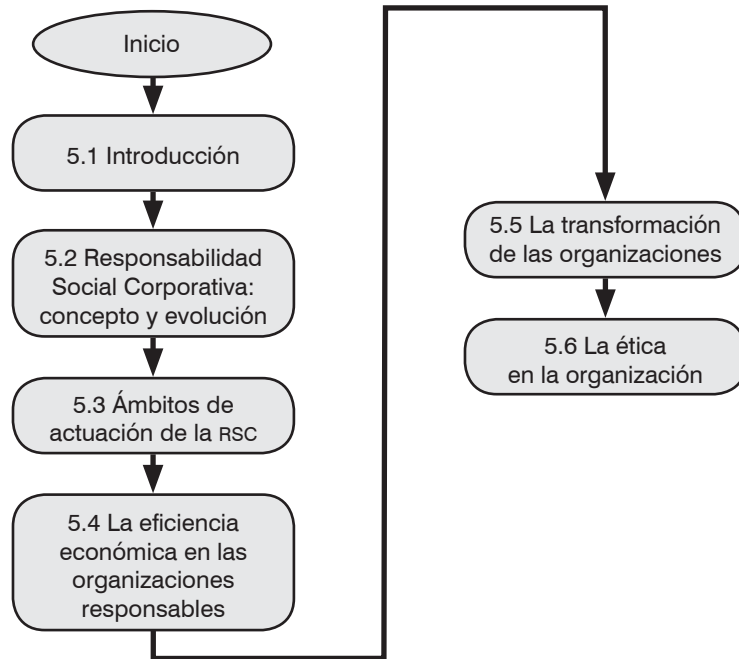 Inicio
5.1 Introducción
5.2 Responsabilidad
Social Corporativa:
concepto y evolución
5.3 Ámbitos de
actuación de la RSC
5.4 La eficiencia
económica en las
organizaciones
responsables
5.5 La transformación
de las organizaciones
5.6 La ética
en la organización